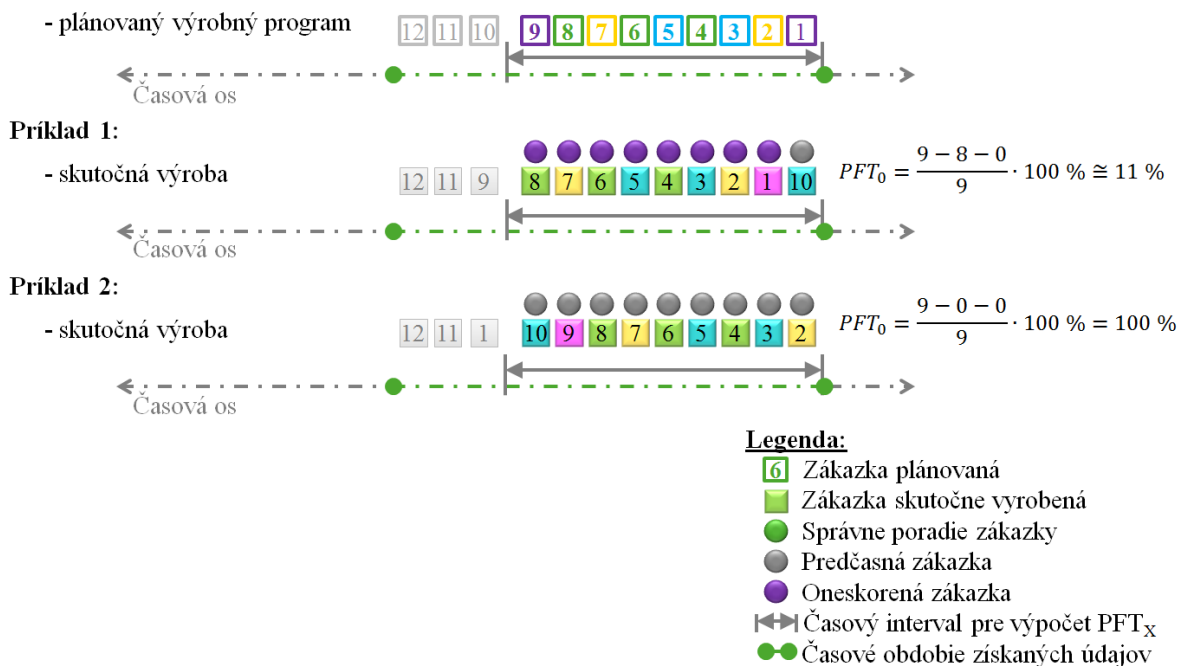 - plánovaný výrobný program
12 11 10 9 8 7 6 5 4 3 2 1
Časová os
Príklad 1:
- skutočná výroba
12 11 9 8 7 6 5 4 3 2 1 10
PFT₀ = (9 − 8 − 0)/9 · 100 % ≅ 11 %
Časová os
Príklad 2:
- skutočná výroba
12 11 1 10 9 8 7 6 5 4 3 2
PFT₀ = (9 − 0 − 0)/9 · 100 % = 100 %
Časová os
Legenda:
6 Zákazka plánovaná
Zákazka skutočne vyrobená
Správne poradie zákazky
Predčasná zákazka
Oneskorená zákazka
Časový interval pre výpočet PFTₓ
Časové obdobie získaných údajov